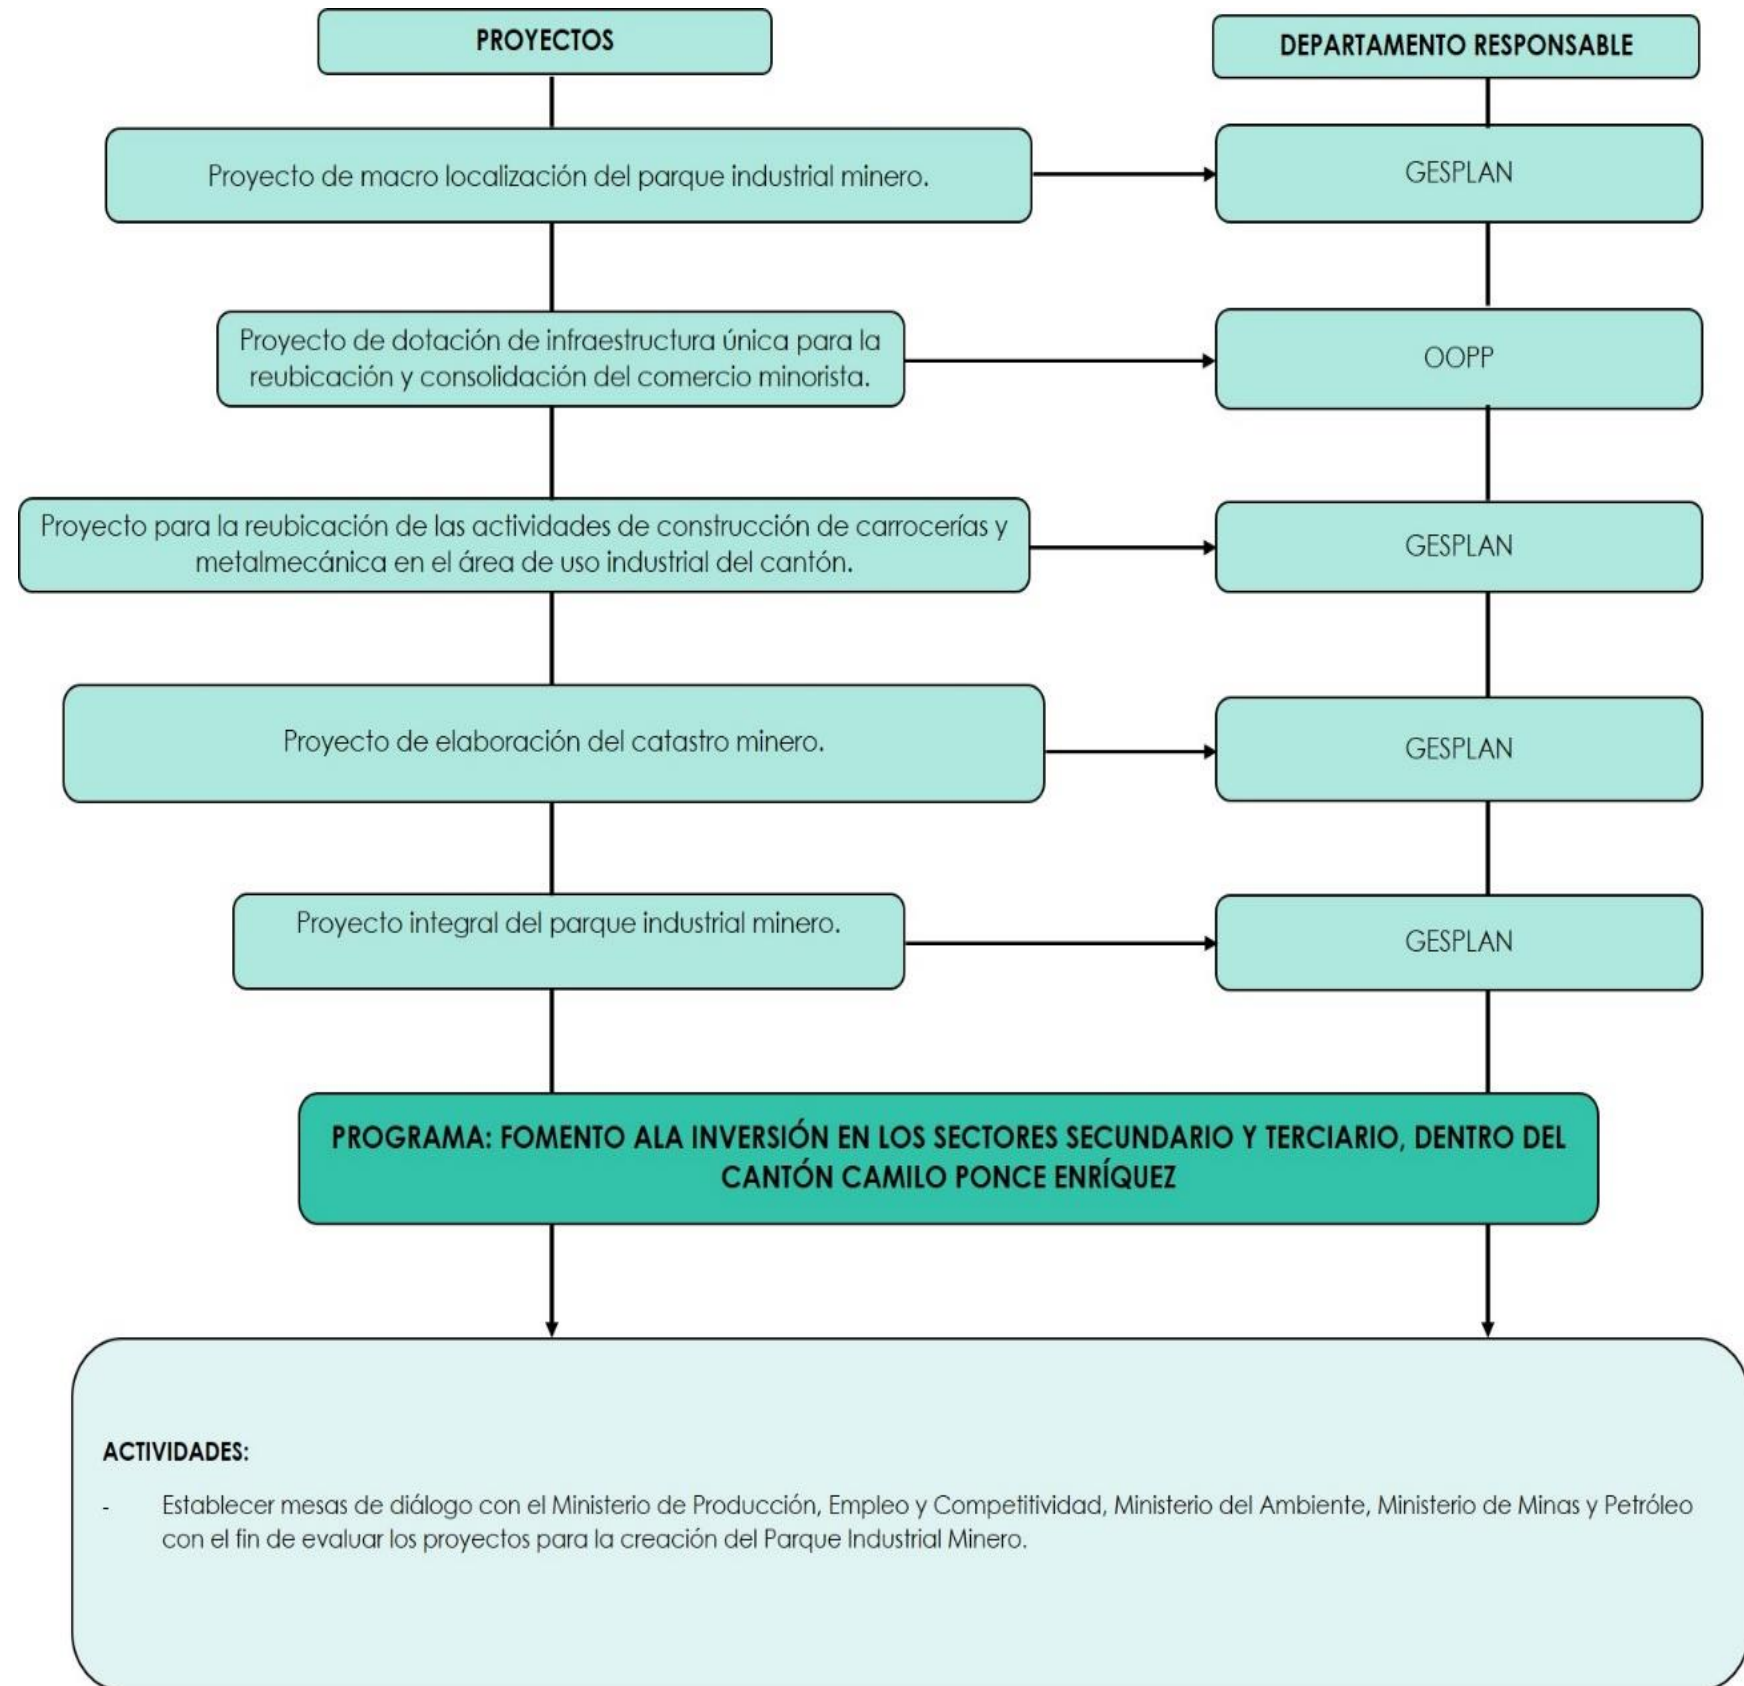 PROYECTOS
DEPARTAMENTO RESPONSABLE
Proyecto de macro localización del parque industrial minero.
GESPLAN
Proyecto de dotación de infraestructura única para la
reubicación y consolidación del comercio minorista.
OOPP
Proyecto para la reubicación de las actividades de construcción de carrocerías y
metalmecánica en el área de uso industrial del cantón.
GESPLAN
Proyecto de elaboración del catastro minero.
GESPLAN
Proyecto integral del parque industrial minero.
GESPLAN
PROGRAMA: FOMENTO ALA INVERSIÓN EN LOS SECTORES SECUNDARIO Y TERCIARIO, DENTRO DEL
CANTÓN CAMILO PONCE ENRÍQUEZ
ACTIVIDADES:
- Establecer mesas de diálogo con el Ministerio de Producción, Empleo y Competitividad, Ministerio del Ambiente, Ministerio de Minas y Petróleo
con el fin de evaluar los proyectos para la creación del Parque Industrial Minero.